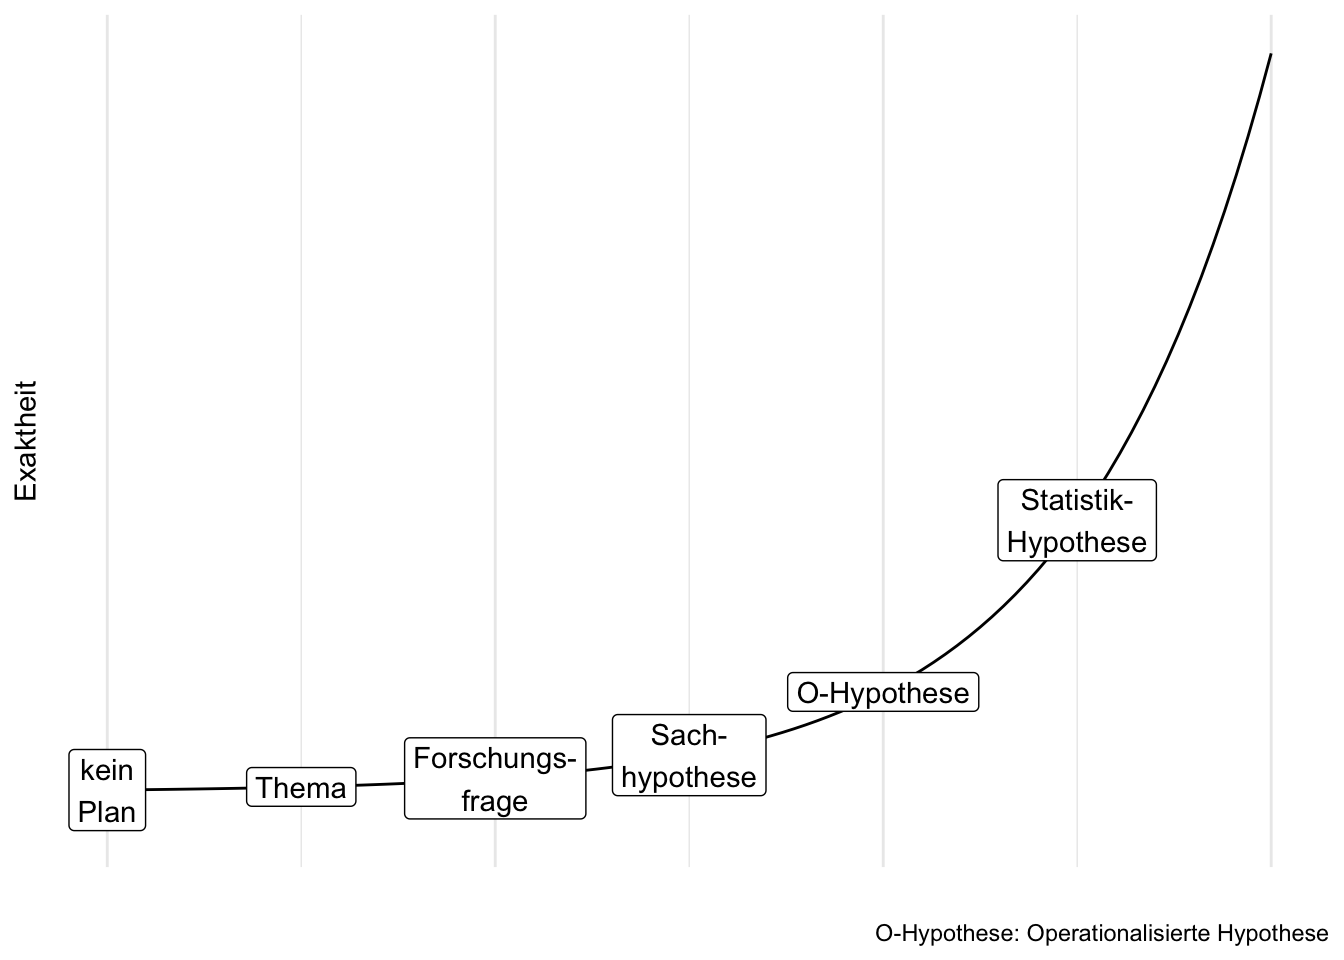 Exaktheit
kein
Plan
Thema
Forschungs-
frage
Sach-
hypothese
O-Hypothese
Statistik-
Hypothese
O-Hypothese: Operationalisierte Hypothese